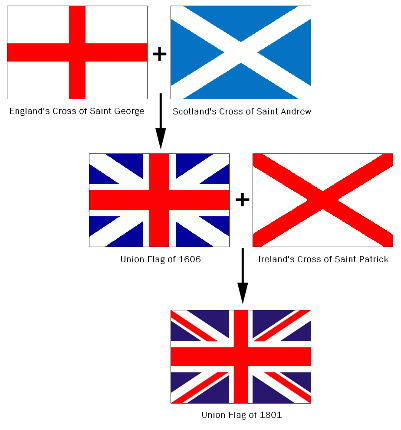 England's Cross of Saint George
Scotland's Cross of Saint Andrew
Union Flag of 1606
Ireland's Cross of Saint Patrick
Union Flag of 1801